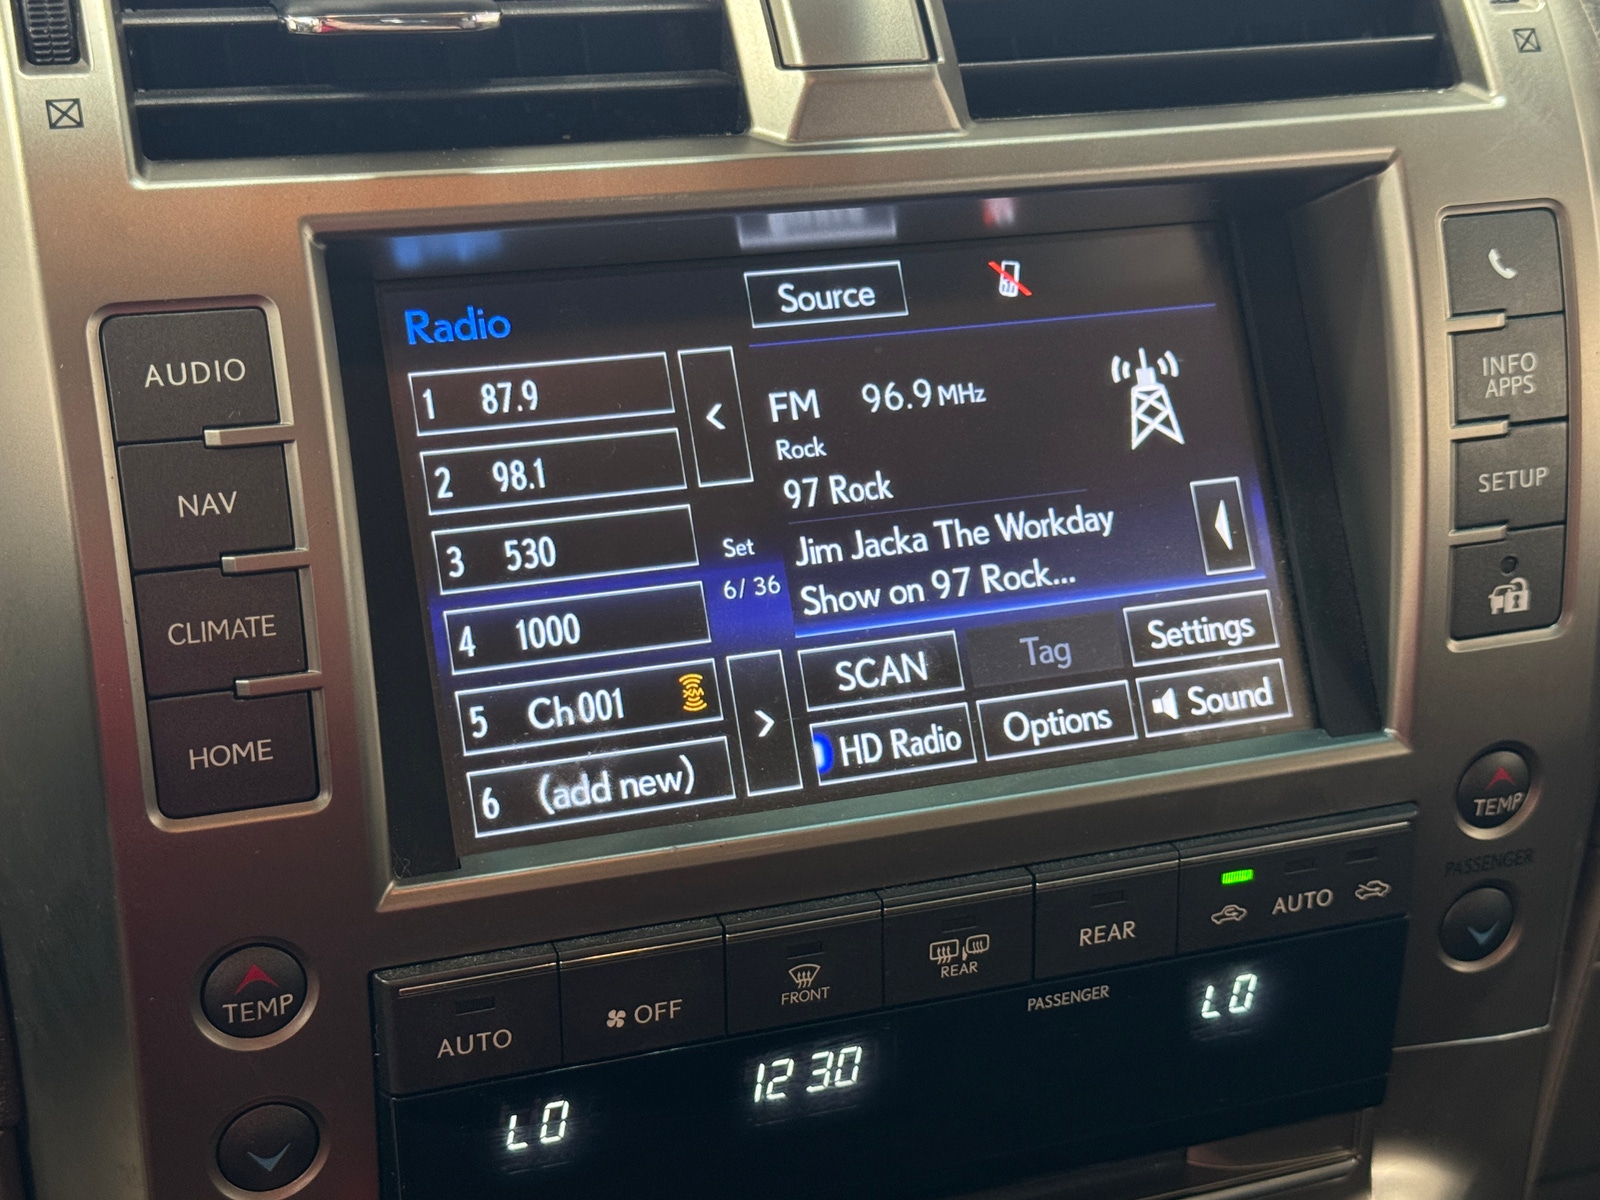 Radio
Source
1 87.9
2 98.1
3 530
4 1000
5 Ch001 XM
6 (add new)
<
Set
6/36
>
FM 96.9 MHz
Rock
97 Rock
Jim Jacka The Workday
Show on 97 Rock...
SCAN
Tag
Settings
HD Radio
Options
Sound
AUDIO
NAV
CLIMATE
HOME
INFO
APPS
SETUP
TEMP
PASSENGER
TEMP
AUTO
OFF
FRONT
REAR
REAR
AUTO
PASSENGER
LO
12 30
LO